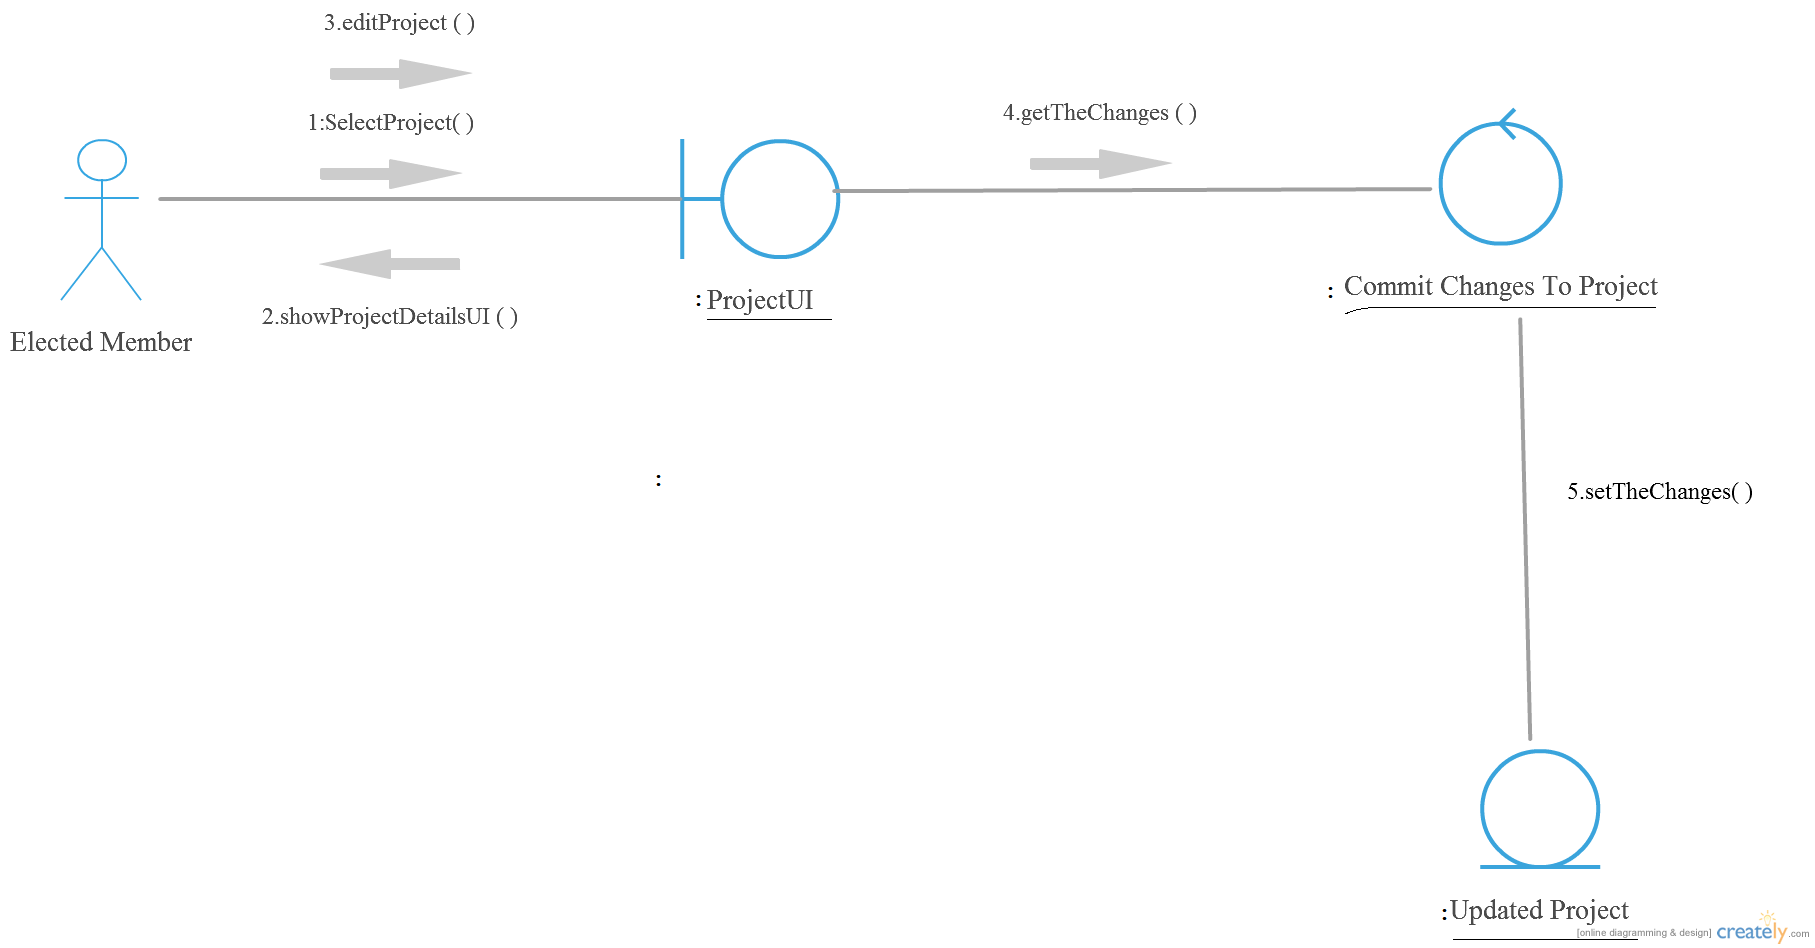 3.editProject ( )
1:SelectProject( )
4.getTheChanges ( )
2.showProjectDetailsUI ( )
Elected Member
: ProjectUI
: Commit Changes To Project
:
5.setTheChanges( )
:Updated Project
[online diagramming & design] creately.com